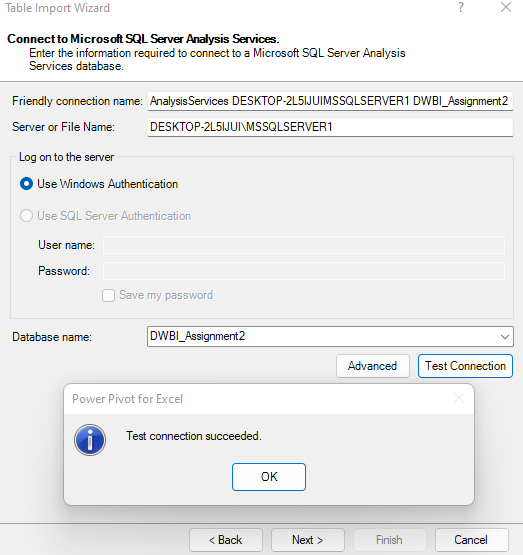 Table Import Wizard
?
Connect to Microsoft SQL Server Analysis Services.
Enter the information required to connect to a Microsoft SQL Server Analysis
Services database.
Friendly connection name: AnalysisServices DESKTOP-2L5IJUIMSSQLSERVER1 DWBI_Assignment2
Server or File Name: DESKTOP-2L5IJUI\MSSQLSERVER1
Log on to the server
Use Windows Authentication
Use SQL Server Authentication
User name:
Password:
Save my password
Database name: DWBI_Assignment2
Advanced Test Connection
Power Pivot for Excel
Test connection succeeded.
OK
< Back Next > Finish Cancel